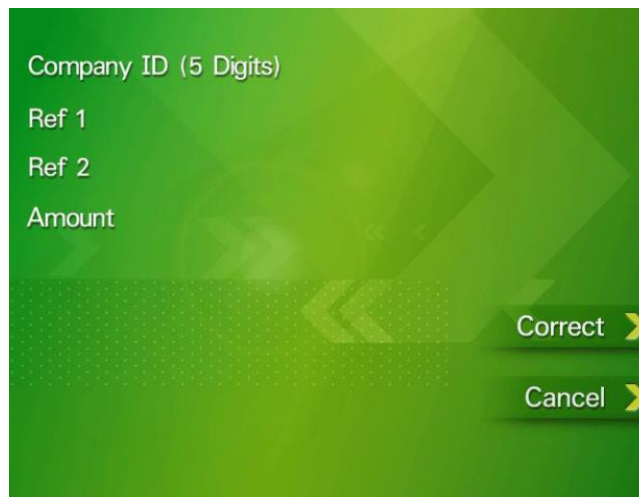 Company ID (5 Digits)
Ref 1
Ref 2
Amount
Correct
Cancel